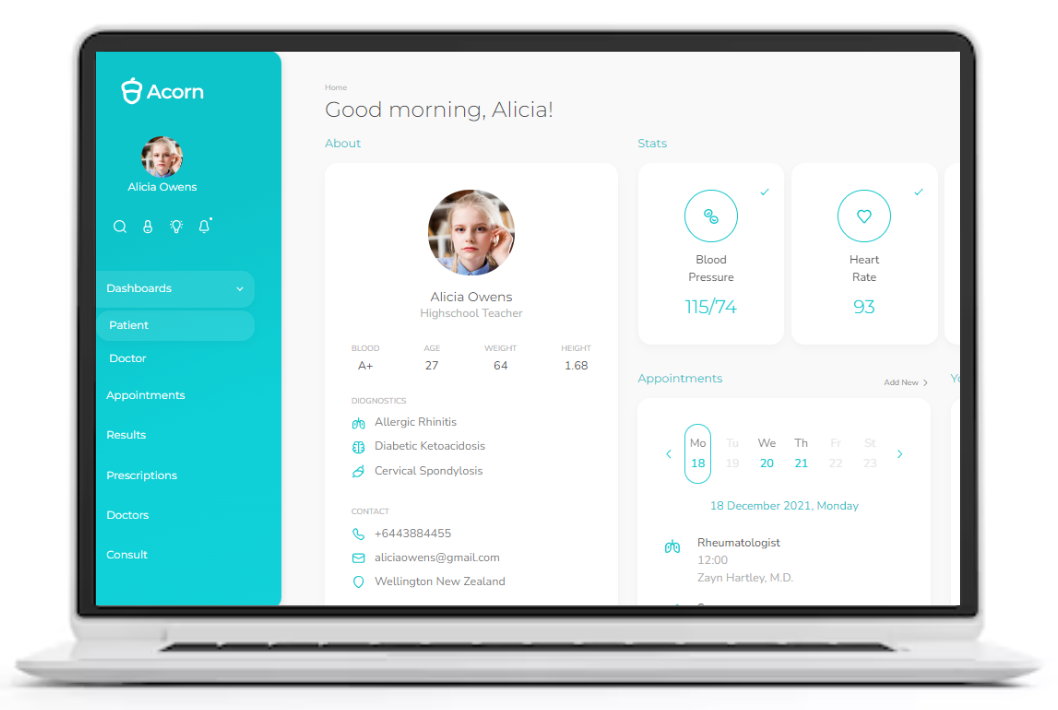 Acorn
Alicia Owens
Dashboards
Patient
Doctor
Appointments
Results
Prescriptions
Doctors
Consult
Home
Good morning, Alicia!
About
Alicia Owens
Highschool Teacher
BLOOD AGE WEIGHT HEIGHT
A+ 27 64 1.68
DIOGNOSTICS
Allergic Rhinitis
Diabetic Ketoacidosis
Cervical Spondylosis
CONTACT
+6443884455
aliciaowens@gmail.com
Wellington New Zealand
Stats
Blood
Pressure
115/74
Heart
Rate
93
Appointments
Add New
Mo Tu We Th Fr St
18 19 20 21 22 23
18 December 2021, Monday
Rheumatologist
12:00
Zayn Hartley, M.D.